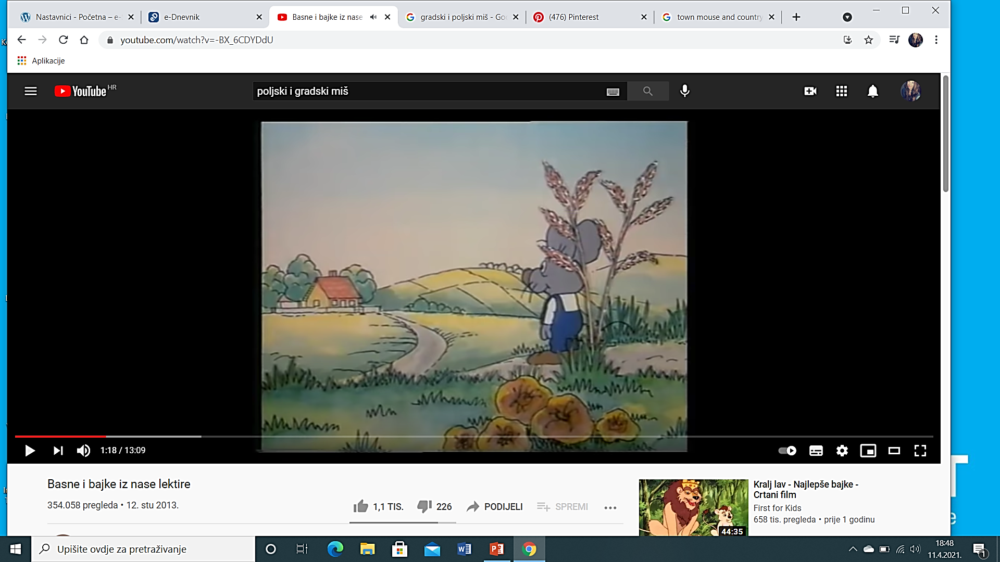 Nastavnici - Početna – e-
e-Dnevnik
Basne i bajke iz nase
gradski i poljski miš - Goo
(476) Pinterest
town mouse and country
youtube.com/watch?v=-BX_6CDYDdU
Aplikacije
YouTube HR
poljski i gradski miš
1:18 / 13:09
Basne i bajke iz nase lektire
354.058 pregleda • 12. stu 2013.
1,1 TIS.
226
PODIJELI
SPREMI
Kralj lav - Najlepše bajke -
Crtani film
First for Kids
658 tis. pregleda • prije 1 godinu
44:35
Upišite ovdje za pretraživanje
18:48
11.4.2021.
1